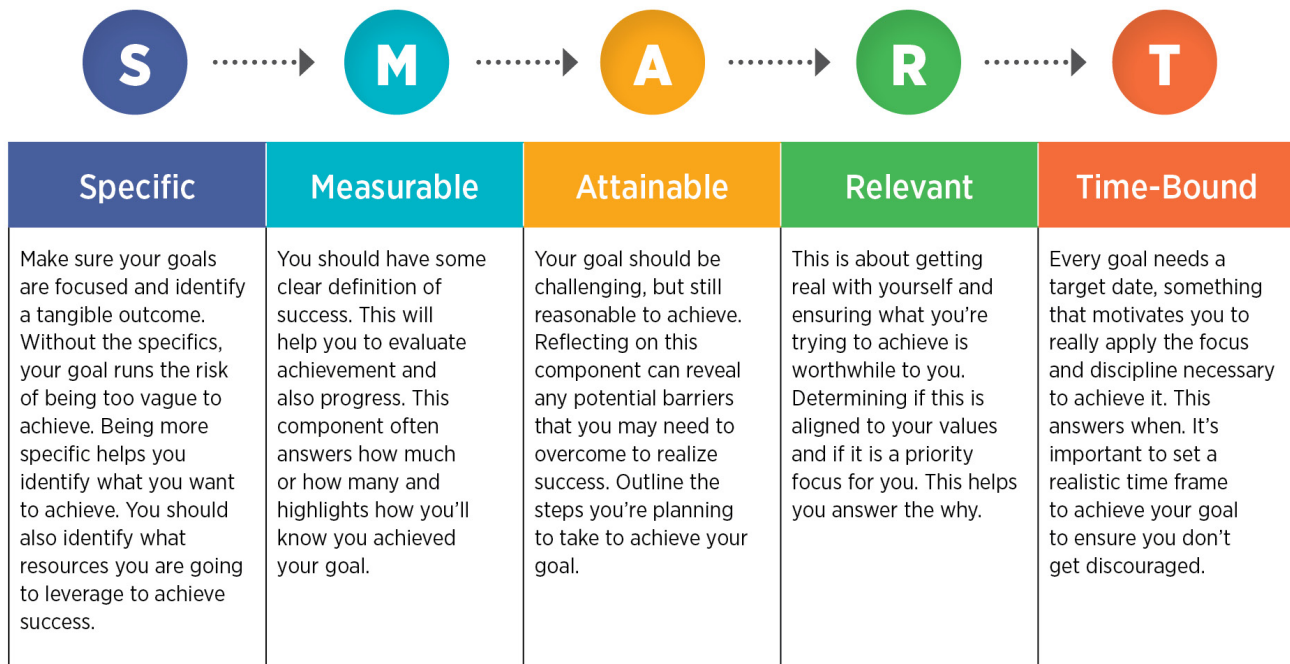 S
M
A
R
T
Specific
Measurable
Attainable
Relevant
Time-Bound
Make sure your goals
are focused and identify
a tangible outcome.
Without the specifics,
your goal runs the risk
of being too vague to
achieve. Being more
specific helps you
identify what you want
to achieve. You should
also identify what
resources you are going
to leverage to achieve
success.
You should have some
clear definition of
success. This will
help you to evaluate
achievement and
also progress. This
component often
answers how much
or how many and
highlights how you’ll
know you achieved
your goal.
Your goal should be
challenging, but still
reasonable to achieve.
Reflecting on this
component can reveal
any potential barriers
that you may need to
overcome to realize
success. Outline the
steps you’re planning
to take to achieve your
goal.
This is about getting
real with yourself and
ensuring what you’re
trying to achieve is
worthwhile to you.
Determining if this is
aligned to your values
and if it is a priority
focus for you. This helps
you answer the why.
Every goal needs a
target date, something
that motivates you to
really apply the focus
and discipline necessary
to achieve it. This
answers when. It’s
important to set a
realistic time frame
to achieve your goal
to ensure you don’t
get discouraged.